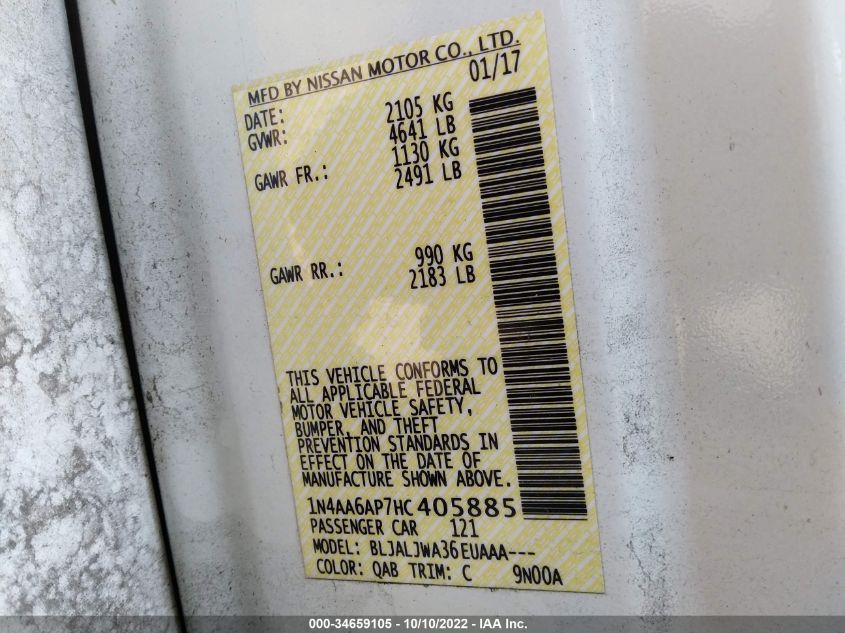 MFD BY NISSAN MOTOR CO., LTD.
DATE: 01/17
GVWR: 2105 KG
4641 LB
GAWR FR.: 1130 KG
2491 LB
GAWR RR.: 990 KG
2183 LB
THIS VEHICLE CONFORMS TO
ALL APPLICABLE FEDERAL
MOTOR VEHICLE SAFETY,
BUMPER, AND THEFT
PREVENTION STANDARDS IN
EFFECT ON THE DATE OF
MANUFACTURE SHOWN ABOVE.
1N4AA6AP7HC405885
PASSENGER CAR 121
MODEL: BLJALJWA36EUAAA---
COLOR: QAB TRIM: C 9N00A
000-34659105 - 10/10/2022 - IAA Inc.